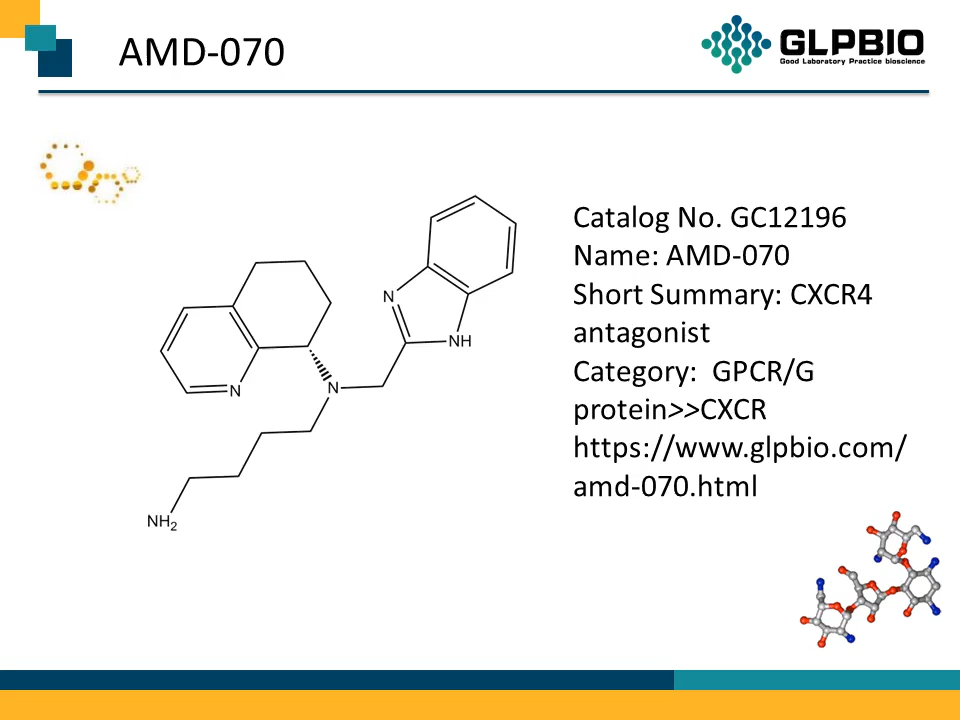 AMD-070
GLPBIO
Good Laboratory Practice bioscience
Catalog No. GC12196
Name: AMD-070
Short Summary: CXCR4
antagonist
Category:  GPCR/G
protein>>CXCR
https://www.glpbio.com/
amd-070.html
N
NH
N
N
NH2